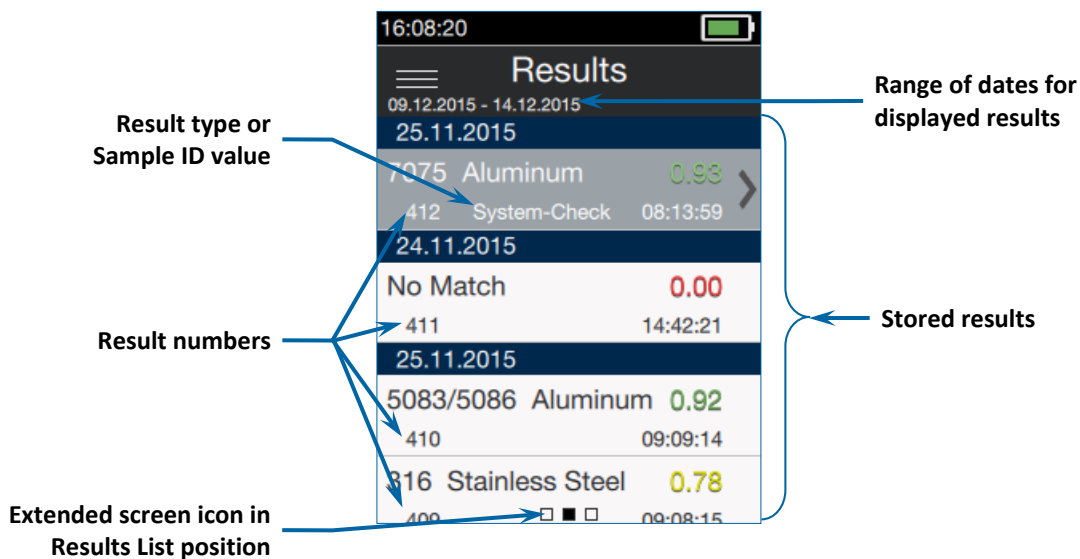 16:08:20
Results
09.12.2015 - 14.12.2015
25.11.2015
7075 Aluminum 0.93
412 System-Check 08:13:59
24.11.2015
No Match 0.00
411 14:42:21
25.11.2015
5083/5086 Aluminum 0.92
410 09:09:14
316 Stainless Steel 0.78
409 09:08:15
Result type or
Sample ID value
Result numbers
Extended screen icon in
Results List position
Range of dates for
displayed results
Stored results